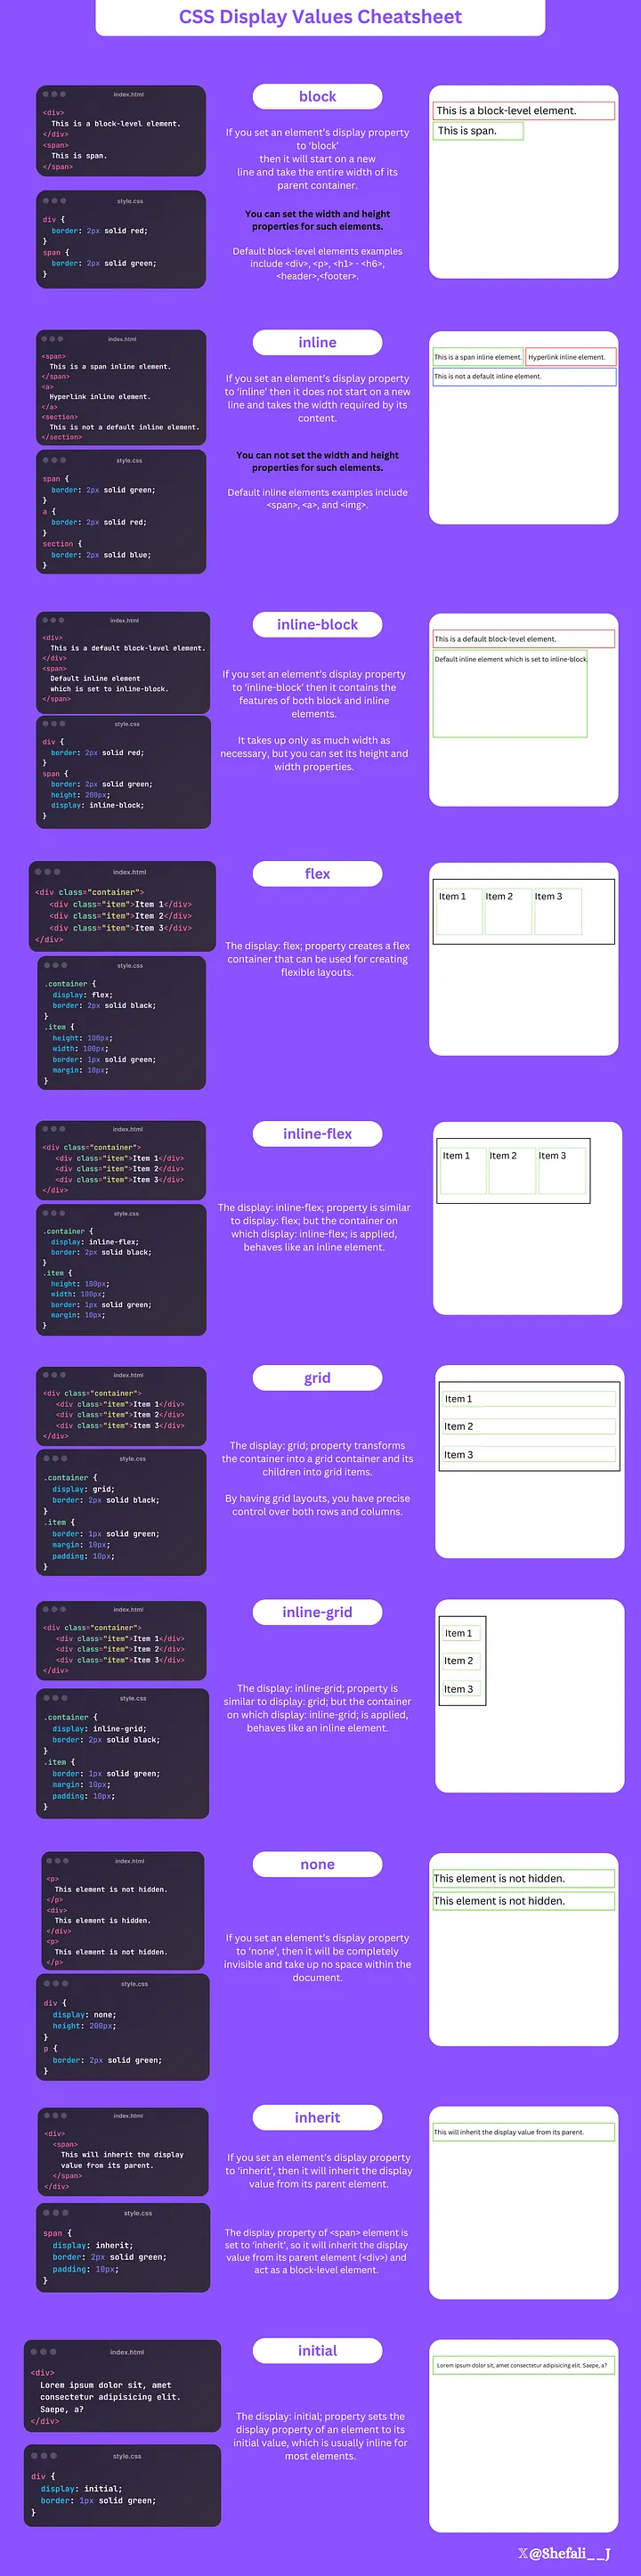 CSS Display Values Cheatsheet
index.html
<div>
This is a block-level element.
</div>
<span>
This is span.
</span>
style.css
div {
border: 2px solid red;
}
span {
border: 2px solid green;
}
block
If you set an element's display property
to 'block'
then it will start on a new
line and take the entire width of its
parent container.
You can set the width and height
properties for such elements.
Default block-level elements examples
include <div>, <p>, <h1> - <h6>,
<header>,<footer>.
This is a block-level element.
This is span.
index.html
<span>
This is a span inline element.
</span>
<a>
Hyperlink inline element.
</a>
<section>
This is not a default inline element.
</section>
style.css
span {
border: 2px solid green;
}
a {
border: 2px solid red;
}
section {
border: 2px solid blue;
}
inline
If you set an element's display property
to 'inline' then it does not start on a new
line and takes the width required by its
content.
You can not set the width and height
properties for such elements.
Default inline elements examples include
<span>, <a>, and <img>.
This is a span inline element.
Hyperlink inline element.
This is not a default inline element.
index.html
<div>
This is a default block-level element.
</div>
<span>
Default inline element
which is set to inline-block.
</span>
style.css
div {
border: 2px solid red;
}
span {
border: 2px solid green;
height: 200px;
display: inline-block;
}
inline-block
If you set an element's display property
to 'inline-block' then it contains the
features of both block and inline
elements.
It takes up only as much width as
necessary, but you can set its height and
width properties.
This is a default block-level element.
Default inline element which is set to inline-block.
index.html
<div class="container">
<div class="item">Item 1</div>
<div class="item">Item 2</div>
<div class="item">Item 3</div>
</div>
style.css
.container {
display: flex;
border: 2px solid black;
}
.item {
height: 100px;
width: 100px;
border: 1px solid green;
margin: 10px;
}
flex
The display: flex; property creates a flex
container that can be used for creating
flexible layouts.
Item 1
Item 2
Item 3
index.html
<div class="container">
<div class="item">Item 1</div>
<div class="item">Item 2</div>
<div class="item">Item 3</div>
</div>
style.css
.container {
display: inline-flex;
border: 2px solid black;
}
.item {
height: 100px;
width: 100px;
border: 1px solid green;
margin: 10px;
}
inline-flex
The display: inline-flex; property is similar
to display: flex; but the container on
which display: inline-flex; is applied,
behaves like an inline element.
Item 1
Item 2
Item 3
index.html
<div class="container">
<div class="item">Item 1</div>
<div class="item">Item 2</div>
<div class="item">Item 3</div>
</div>
style.css
.container {
display: grid;
border: 2px solid black;
}
.item {
border: 1px solid green;
margin: 10px;
padding: 10px;
}
grid
The display: grid; property transforms
the container into a grid container and its
children into grid items.
By having grid layouts, you have precise
control over both rows and columns.
Item 1
Item 2
Item 3
index.html
<div class="container">
<div class="item">Item 1</div>
<div class="item">Item 2</div>
<div class="item">Item 3</div>
</div>
style.css
.container {
display: inline-grid;
border: 2px solid black;
}
.item {
border: 1px solid green;
margin: 10px;
padding: 10px;
}
inline-grid
The display: inline-grid; property is
similar to display: grid; but the container
on which display: inline-grid; is applied,
behaves like an inline element.
Item 1
Item 2
Item 3
index.html
<p>
This element is not hidden.
</p>
<div>
This element is hidden.
</div>
<p>
This element is not hidden.
</p>
style.css
div {
display: none;
height: 200px;
}
p {
border: 2px solid green;
}
none
If you set an element's display property
to 'none', then it will be completely
invisible and take up no space within the
document.
This element is not hidden.
This element is not hidden.
index.html
<div>
<span>
This will inherit the display
value from its parent.
</span>
</div>
style.css
span {
display: inherit;
border: 2px solid green;
padding: 10px;
}
inherit
If you set an element's display property
to 'inherit', then it will inherit the display
value from its parent element.
The display property of <span> element is
set to 'inherit', so it will inherit the display
value from its parent element (<div>) and
act as a block-level element.
This will inherit the display value from its parent.
index.html
<div>
Lorem ipsum dolor sit, amet
consectetur adipisicing elit.
Saepe, a?
</div>
style.css
div {
display: initial;
border: 1px solid green;
}
initial
The display: initial; property sets the
display property of an element to its
initial value, which is usually inline for
most elements.
Lorem ipsum dolor sit, amet consectetur adipisicing elit. Saepe, a?
𝕏@Shefali__J